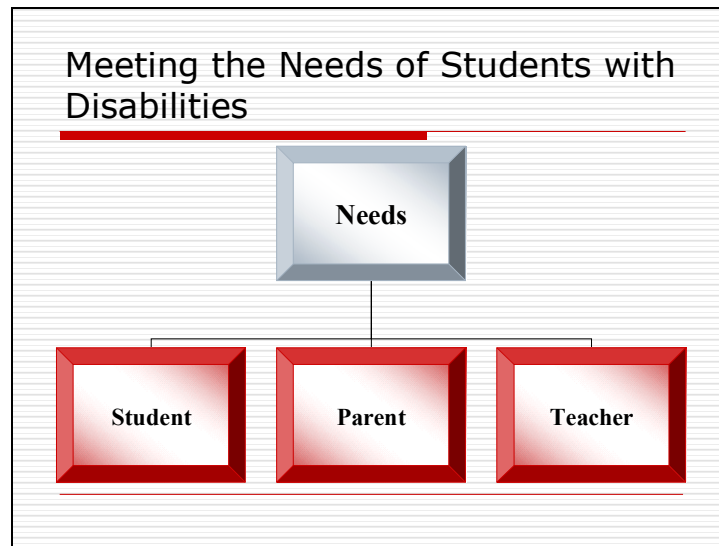 Meeting the Needs of Students with
Disabilities
Needs
Student
Parent
Teacher